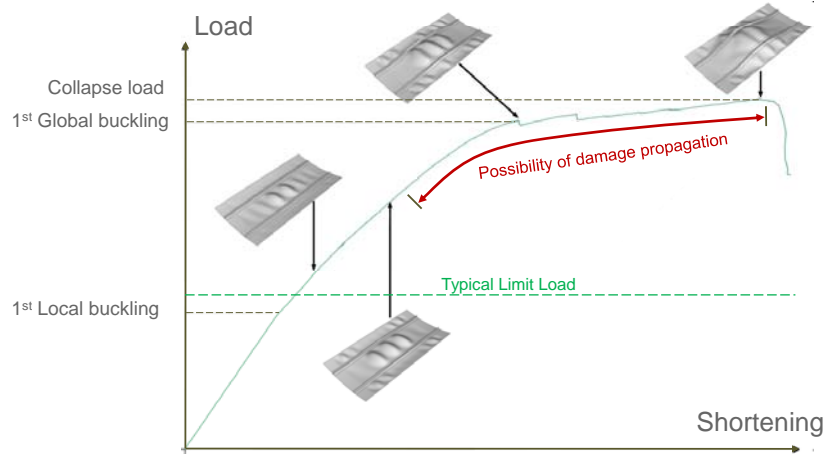 Load
Collapse load
1st Global buckling
Possibility of damage propagation
Typical Limit Load
1st Local buckling
Shortening